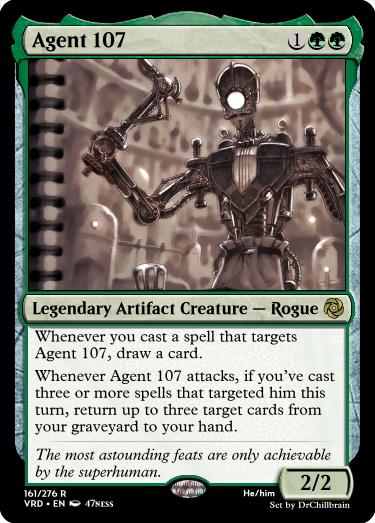 Agent 107 1
Legendary Artifact Creature — Rogue
Whenever you cast a spell that targets
Agent 107, draw a card.
Whenever Agent 107 attacks, if you've cast
three or more spells that targeted him this
turn, return up to three target cards from
your graveyard to your hand.
The most astounding feats are only achievable
by the superhuman.
2/2
161/276 R He/him
VRD • EN 47NESS Set by DrChillbrain